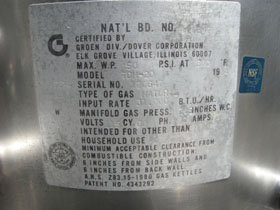 NAT'L BD. NO.
CERTIFIED BY
GROEN DIV./DOVER CORPORATION
ELK GROVE VILLAGE, ILLINOIS 60007
MAX. W.P. P.S.I. AT F.
MODEL 19
SERIAL NO.
TYPE OF GAS
INPUT RATE B.T.U./HR.
MANIFOLD GAS PRESS. INCHES W.C.
VOLTS CY. PH. AMPS
INTENDED FOR OTHER THAN
HOUSEHOLD USE
MINIMUM ACCEPTABLE CLEARANCE FROM
COMBUSTIBLE CONSTRUCTION.
6 INCHES FROM SIDE WALLS AND
6 INCHES FROM BACK WALL.
PATENT NO. 4343292
NSF